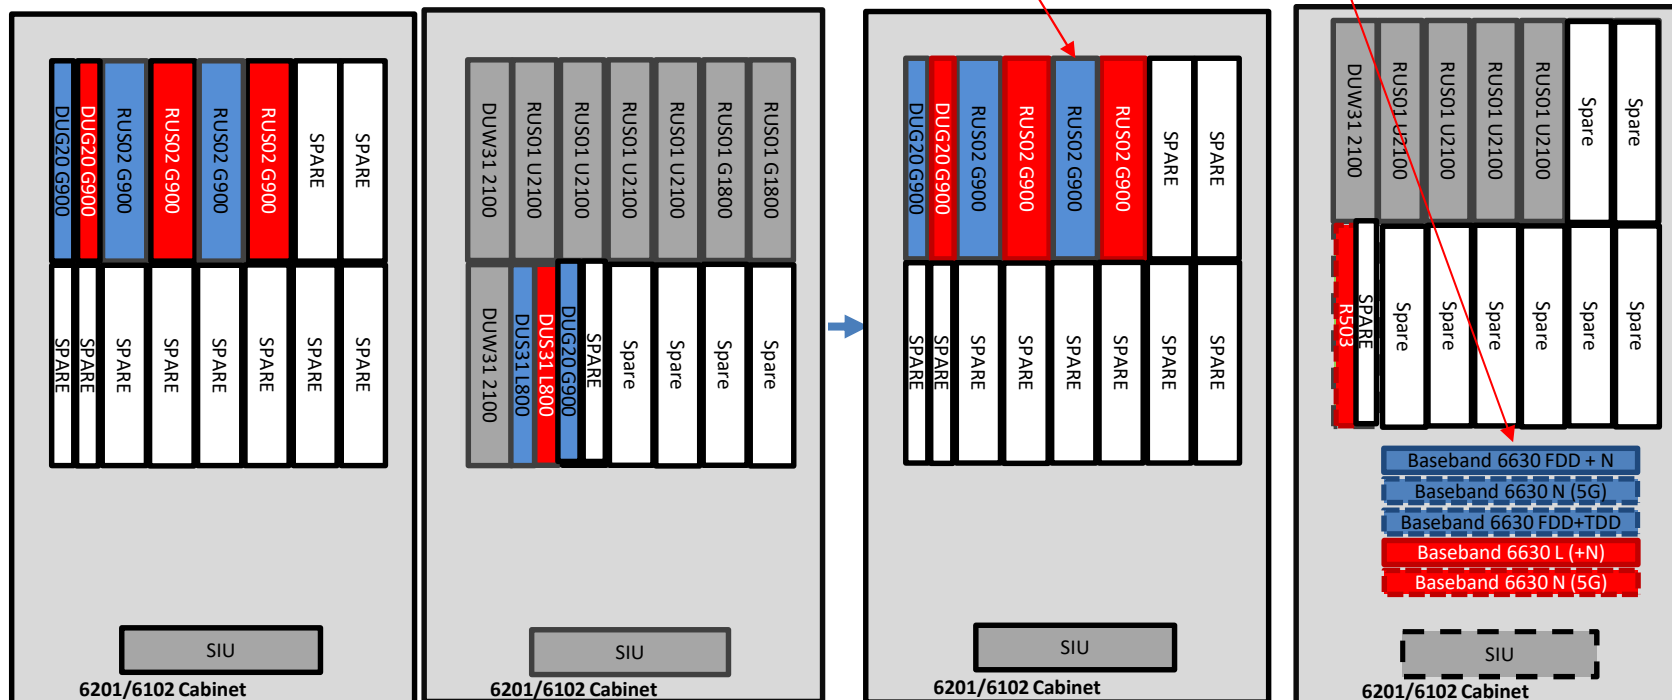 DUG20 G900
DUG20 G900
RUS02 G900
RUS02 G900
RUS02 G900
RUS02 G900
SPARE
SPARE
SPARE
SPARE
SPARE
SPARE
SPARE
SPARE
SPARE
SIU
6201/6102 Cabinet
DUW31 2100
RUS01 U2100
RUS01 U2100
RUS01 U2100
RUS01 U2100
RUS01 G1800
RUS01 G1800
DUW31 2100
DUS31 L800
DUS31 L800
DUG20 G900
SPARE
Spare
Spare
Spare
Spare
SIU
6201/6102 Cabinet
DUG20 G900
DUG20 G900
RUS02 G900
RUS02 G900
RUS02 G900
RUS02 G900
SPARE
SPARE
SPARE
SPARE
SPARE
SPARE
SPARE
SPARE
SPARE
SIU
6201/6102 Cabinet
DUW31 2100
RUS01 U2100
RUS01 U2100
RUS01 U2100
RUS01 U2100
Spare
Spare
R503
SPARE
Spare
Spare
Spare
Spare
Spare
Spare
Baseband 6630 FDD + N
Baseband 6630 N (5G)
Baseband 6630 FDD+TDD
Baseband 6630 L (+N)
Baseband 6630 N (5G)
SIU
6201/6102 Cabinet